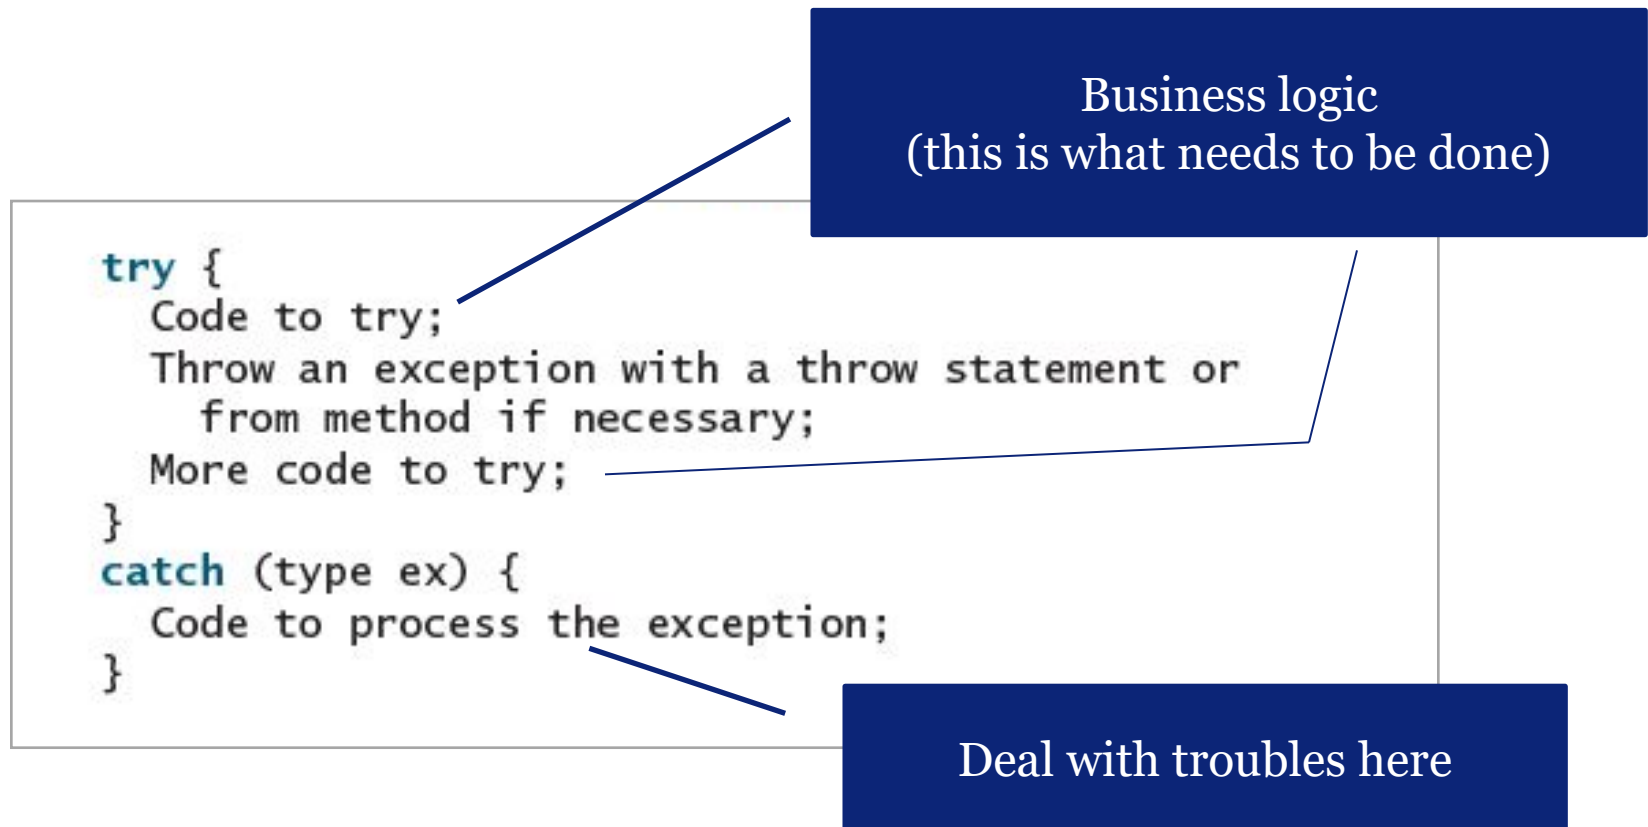 Business logic
(this is what needs to be done)
try {
Code to try;
Throw an exception with a throw statement or
from method if necessary;
More code to try;
}
catch (type ex) {
Code to process the exception;
}
Deal with troubles here